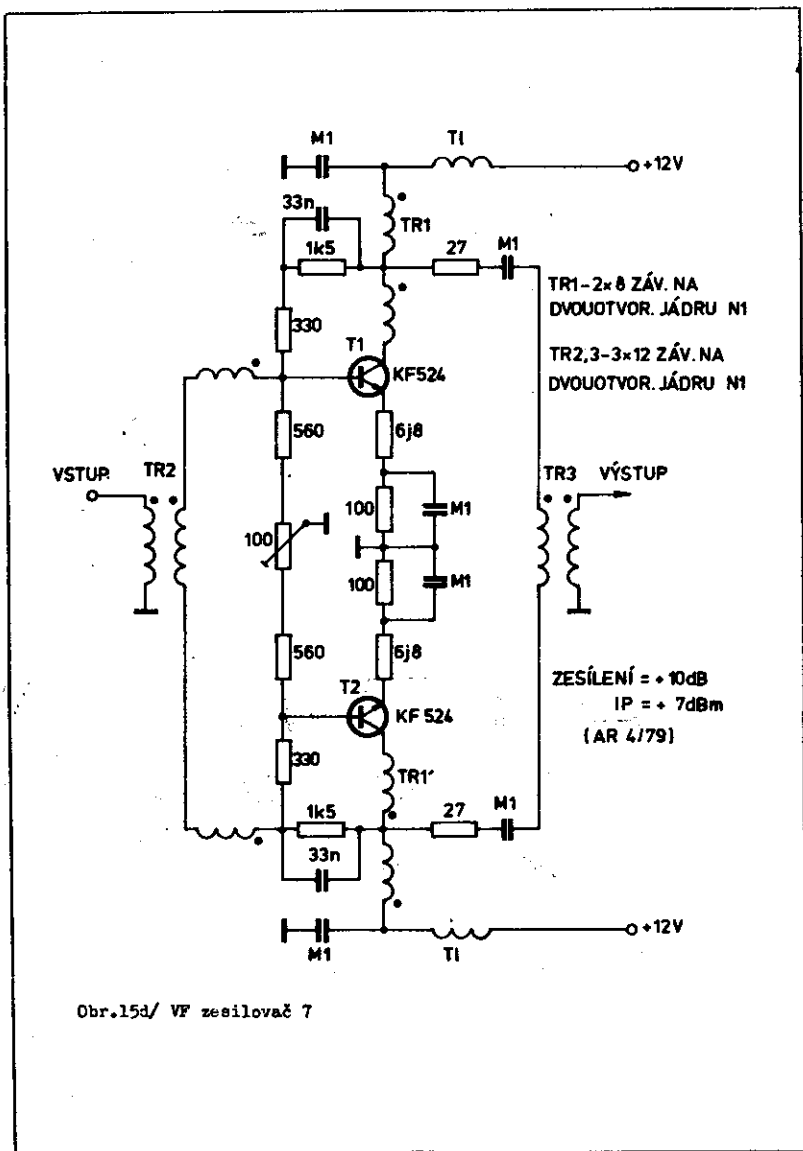 M1
Tl
+12V
33n
TR1
1k5
27
M1
TR1-2×8 ZÁV. NA
DVOUOTVOR. JÁDRU N1
330
T1
KF524
TR2,3-3×12 ZÁV. NA
DVOUOTVOR. JÁDRU N1
560
6j8
VSTUP
TR2
TR3
VÝSTUP
100
100
M1
100
M1
560
6j8
T2
KF 524
ZESÍLENÍ = + 10dB
IP = + 7dBm
(AR 4/79)
330
TR1'
1k5
27
M1
33n
M1
Tl
+12V
Obr.15d/ VF zesilovač 7